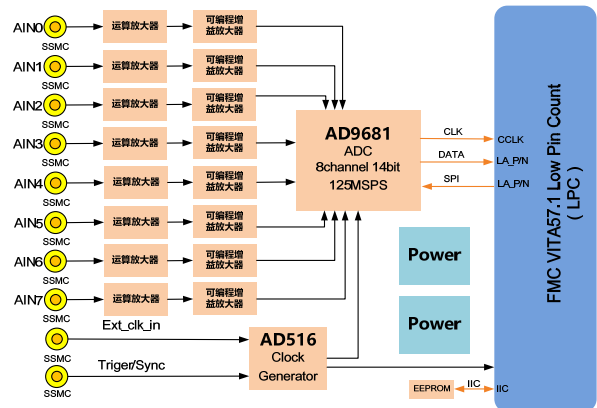 AIN0
SSMC
运算放大器
可编程增
益放大器
AIN1
SSMC
运算放大器
可编程增
益放大器
AIN2
SSMC
运算放大器
可编程增
益放大器
AIN3
SSMC
运算放大器
可编程增
益放大器
AIN4
SSMC
运算放大器
可编程增
益放大器
AIN5
SSMC
运算放大器
可编程增
益放大器
AIN6
SSMC
运算放大器
可编程增
益放大器
AIN7
SSMC
运算放大器
可编程增
益放大器
Ext_clk_in
Triger/Sync
SSMC
AD9681
ADC
8channel 14bit
125MSPS
AD516
Clock
Generator
CLK
DATA
SPI
CCLK
LA_P/N
LA_P/N
Power
Power
EEPROM
IIC
IIC
FMC VITA57.1 Low Pin Count
( LPC )